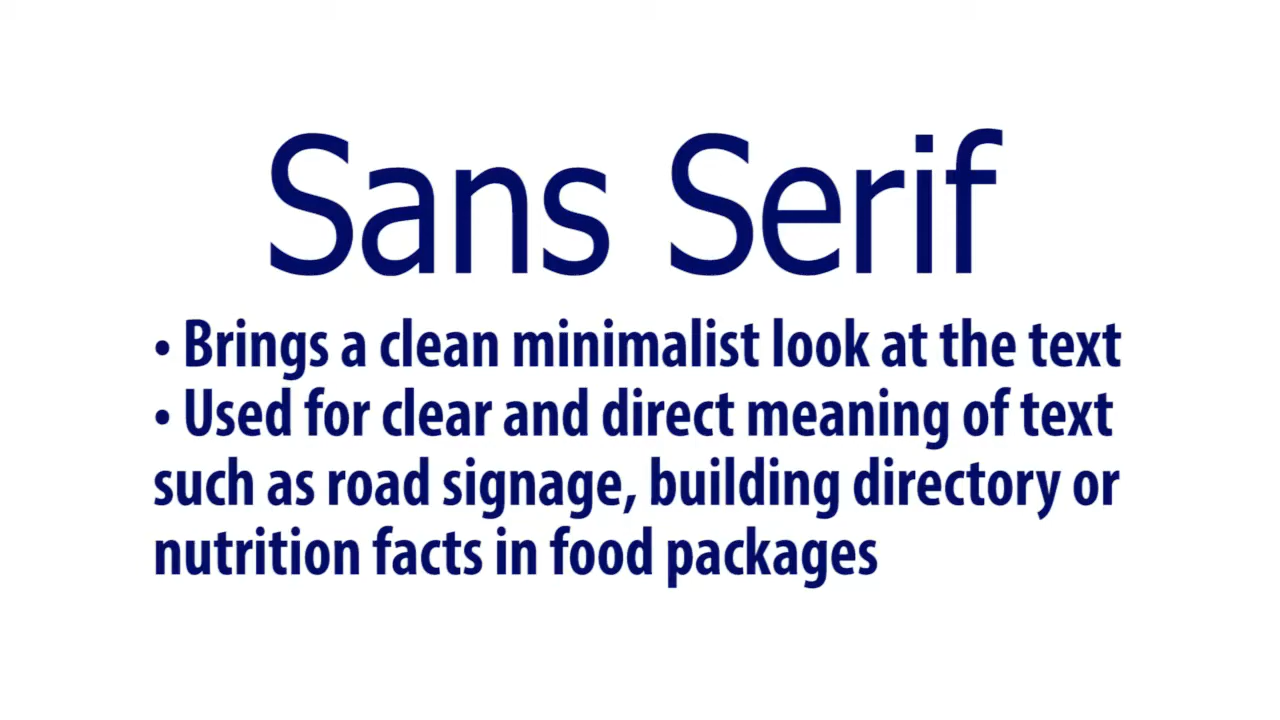 Sans Serif
• Brings a clean minimalist look at the text
• Used for clear and direct meaning of text
such as road signage, building directory or
nutrition facts in food packages